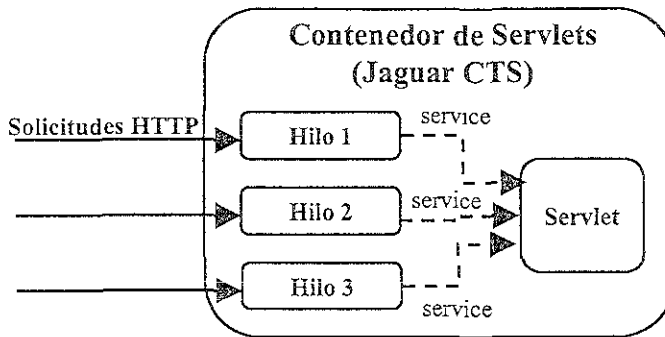 Contenedor de Servlets
(Jaguar CTS)
Solicitudes HTTP
Hilo 1
service
Hilo 2
service
Servlet
Hilo 3
service